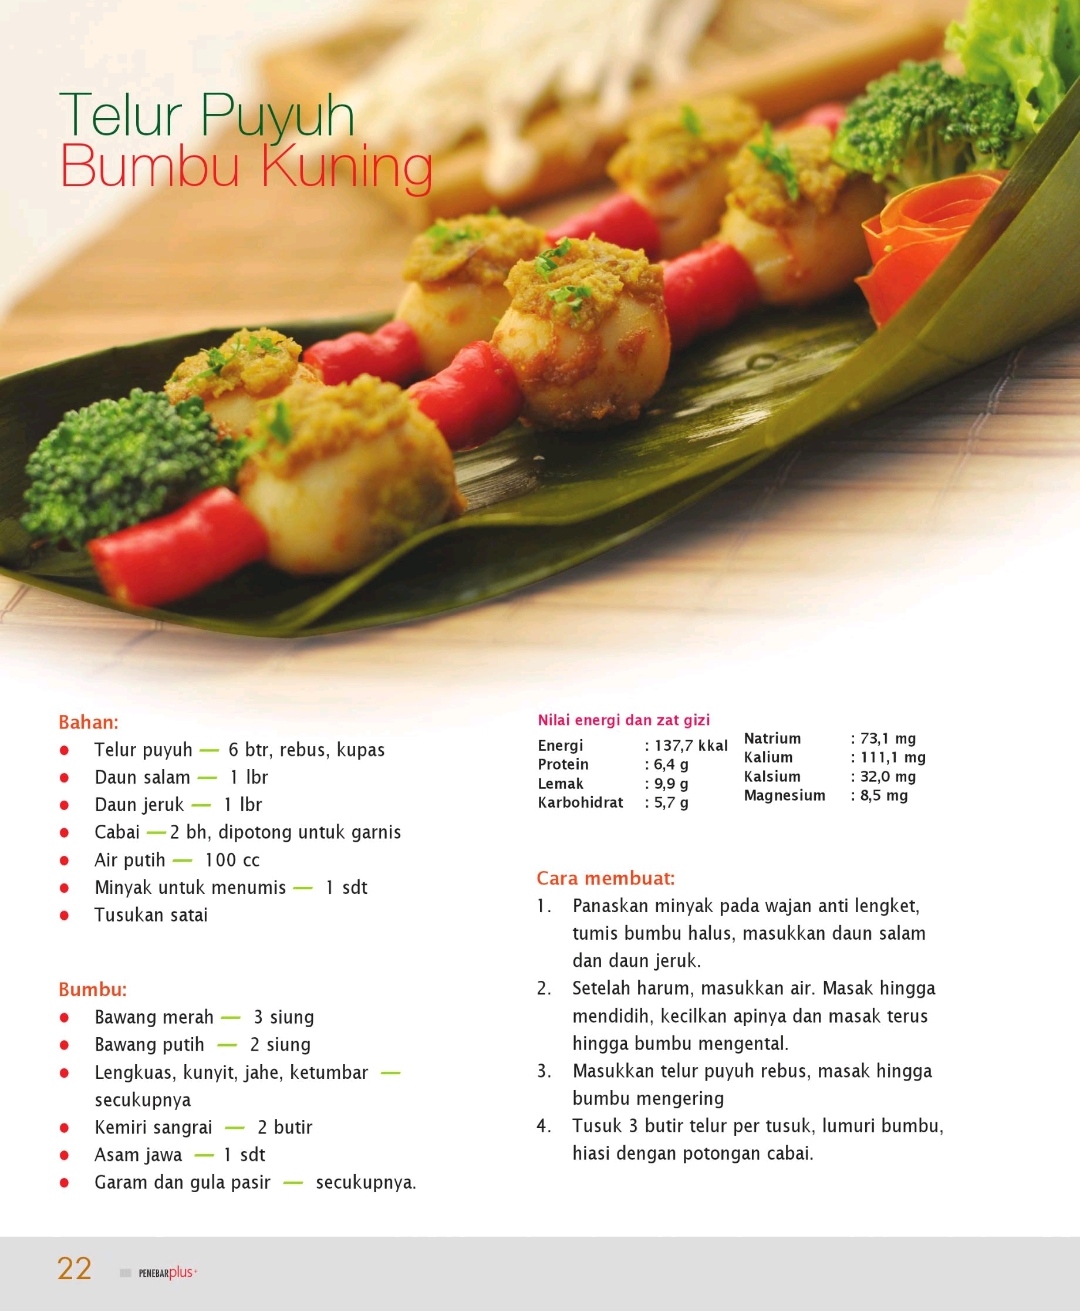 Telur Puyuh
Bumbu Kuning
Bahan:
● Telur puyuh — 6 btr, rebus, kupas
● Daun salam — 1 lbr
● Daun jeruk — 1 lbr
● Cabai — 2 bh, dipotong untuk garnis
● Air putih — 100 cc
● Minyak untuk menumis — 1 sdt
● Tusukan satai
Bumbu:
● Bawang merah — 3 siung
● Bawang putih — 2 siung
● Lengkuas, kunyit, jahe, ketumbar —
secukupnya
● Kemiri sangrai — 2 butir
● Asam jawa — 1 sdt
● Garam dan gula pasir — secukupnya.
Nilai energi dan zat gizi
Energi : 137,7 kkal
Protein : 6,4 g
Lemak : 9,9 g
Karbohidrat : 5,7 g
Natrium : 73,1 mg
Kalium : 111,1 mg
Kalsium : 32,0 mg
Magnesium : 8,5 mg
Cara membuat:
1. Panaskan minyak pada wajan anti lengket,
tumis bumbu halus, masukkan daun salam
dan daun jeruk.
2. Setelah harum, masukkan air. Masak hingga
mendidih, kecilkan apinya dan masak terus
hingga bumbu mengental.
3. Masukkan telur puyuh rebus, masak hingga
bumbu mengering
4. Tusuk 3 butir telur per tusuk, lumuri bumbu,
hiasi dengan potongan cabai.
22 PENEBAR plus+